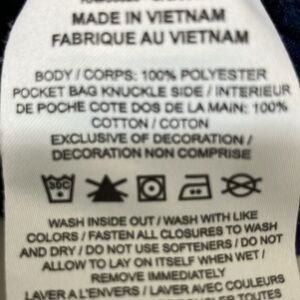 MADE IN VIETNAM
FABRIQUE AU VIETNAM
BODY / CORPS: 100% POLYESTER
POCKET BAG KNUCKLE SIDE / INTERIEUR
DE POCHE COTE DOS DE LA MAIN: 100%
COTTON / COTON
EXCLUSIVE OF DECORATION /
DECORATION NON COMPRISE
30C
WASH INSIDE OUT / WASH WITH LIKE
COLORS / FASTEN ALL CLOSURES TO WASH
AND DRY / DO NOT USE SOFTENERS / DO NOT
ALLOW TO LAY ON ITSELF WHEN WET /
REMOVE IMMEDIATELY
LAVER A L'ENVERS / LAVER AVEC COULEURS
TOUTES